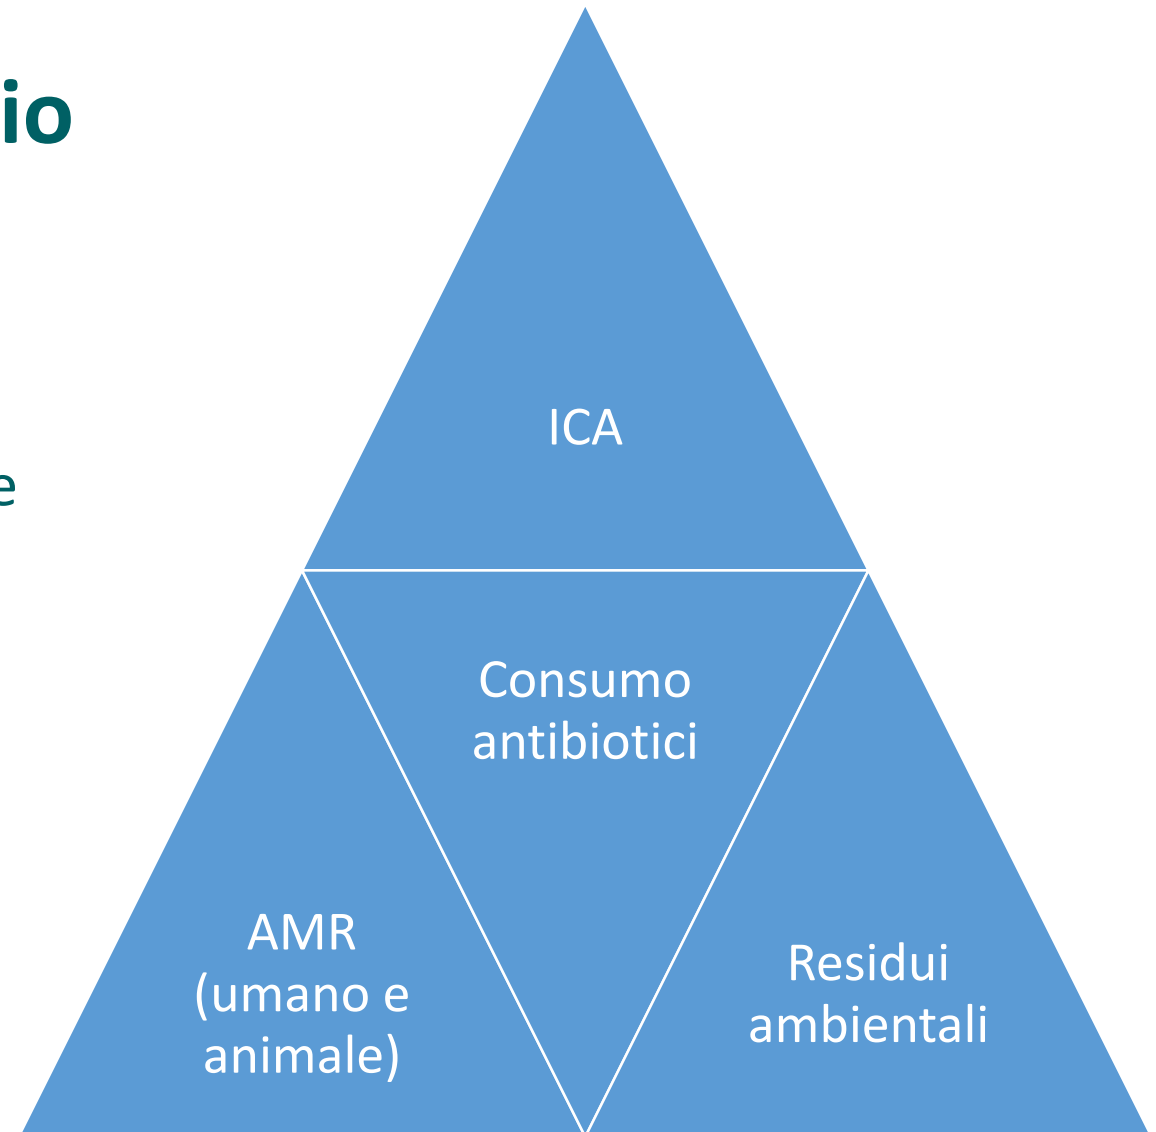 io
e
ICA
Consumo
antibiotici
AMR
(umano e
animale)
Residui
ambientali